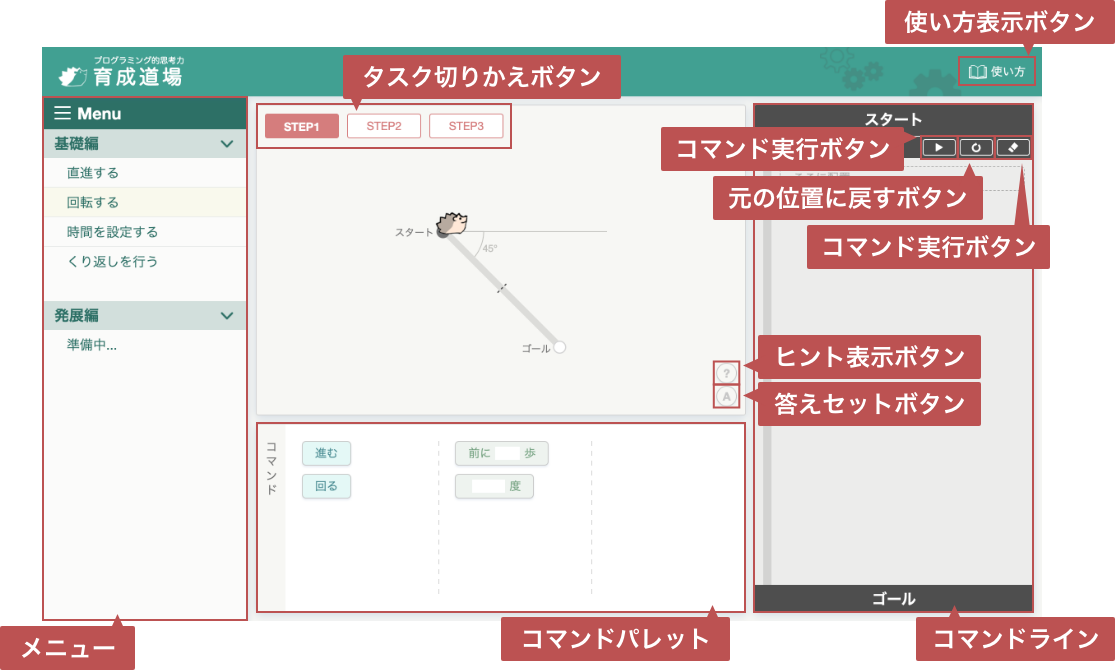 使い方表示ボタン
プログラミング的思考力
育成道場
タスク切りかえボタン
使い方
Menu
基礎編
直進する
回転する
時間を設定する
くり返しを行う
発展編
準備中...
STEP1
STEP2
STEP3
スタート
45°
ゴール
?
A
スタート
コマンド実行ボタン
元の位置に戻すボタン
コマンド実行ボタン
ヒント表示ボタン
答えセットボタン
コマンド
進む
回る
前に 歩
度
ゴール
メニュー
コマンドパレット
コマンドライン